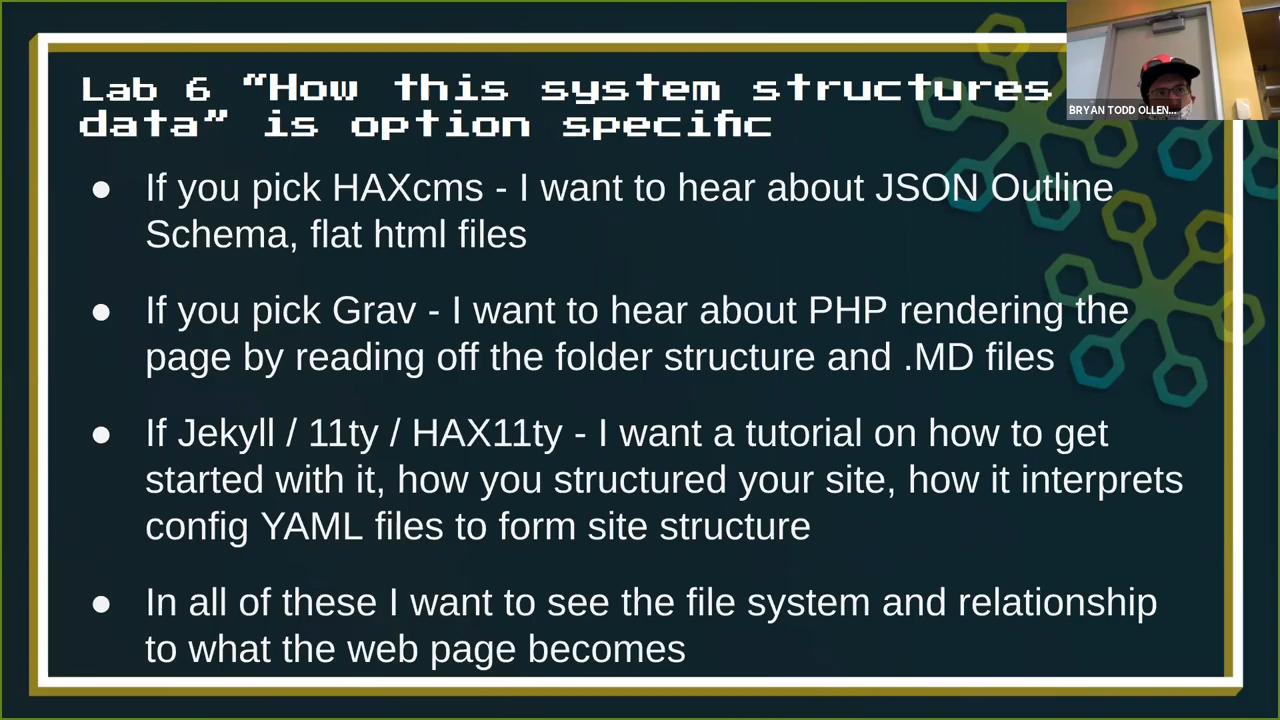 Lab 6 “How this system structures
data” is option specific
BRYAN TODD OLLEN...
● If you pick HAXcms - I want to hear about JSON Outline
Schema, flat html files
● If you pick Grav - I want to hear about PHP rendering the
page by reading off the folder structure and .MD files
● If Jekyll / 11ty / HAX11ty - I want a tutorial on how to get
started with it, how you structured your site, how it interprets
config YAML files to form site structure
● In all of these I want to see the file system and relationship
to what the web page becomes